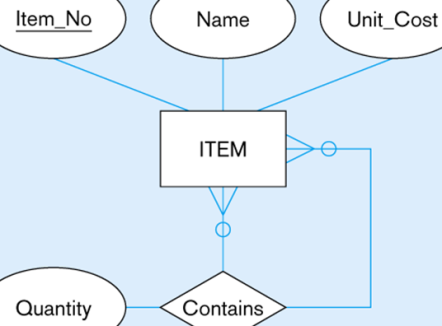 Item_No
Name
Unit_Cost
ITEM
Quantity
Contains